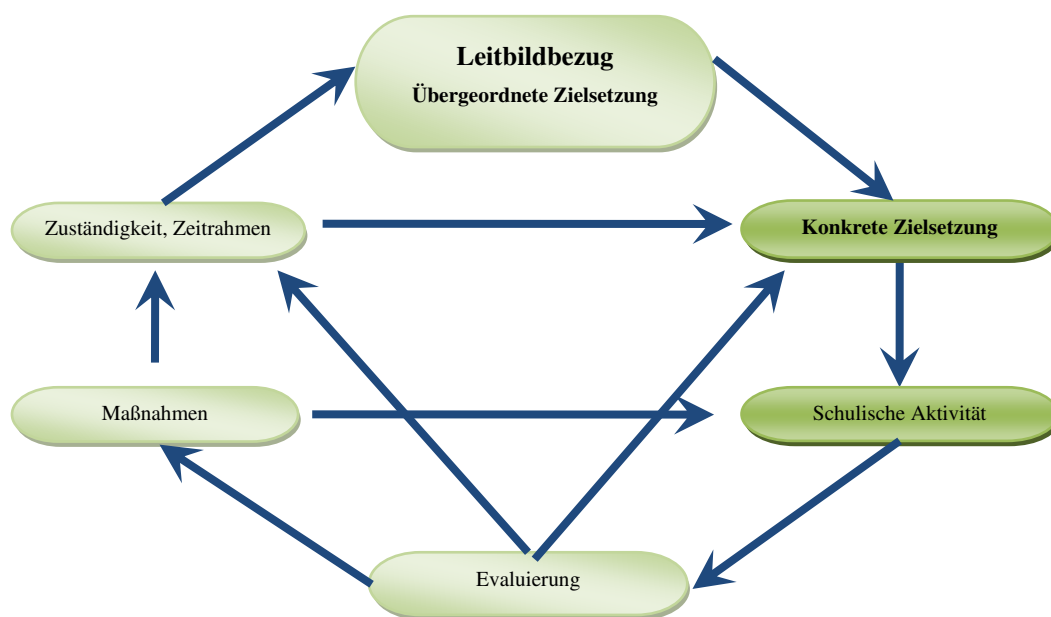 Leitbildbezug
Übergeordnete Zielsetzung
Zuständigkeit, Zeitrahmen
Konkrete Zielsetzung
Maßnahmen
Schulische Aktivität
Evaluierung